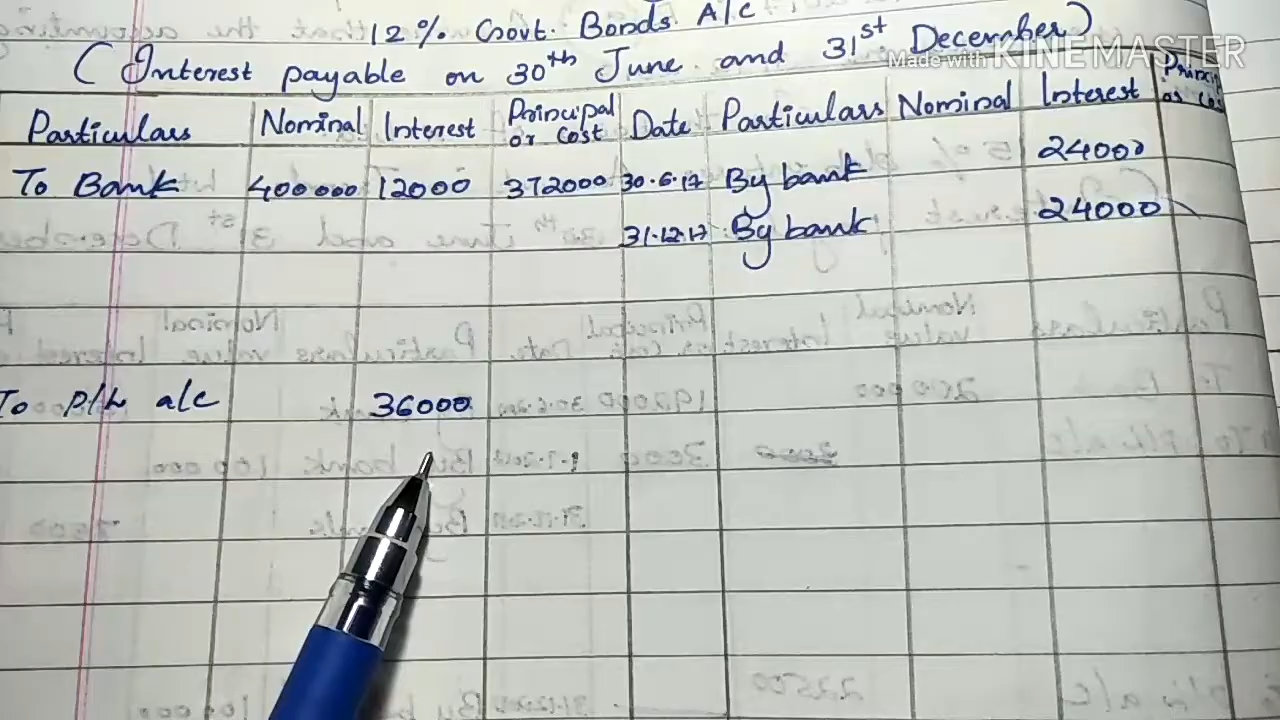 12% Govt. Bonds A/c
(Interest payable on 30th June and 31st December)
Made with KINEMASTER
Particulars Nominal Interest Principal or Cost Date Particulars Nominal Interest
To Bank 400000 12000 372000 30.6.17 By bank 24000
31.12.17 By bank 24000
To P/L a/c 36000